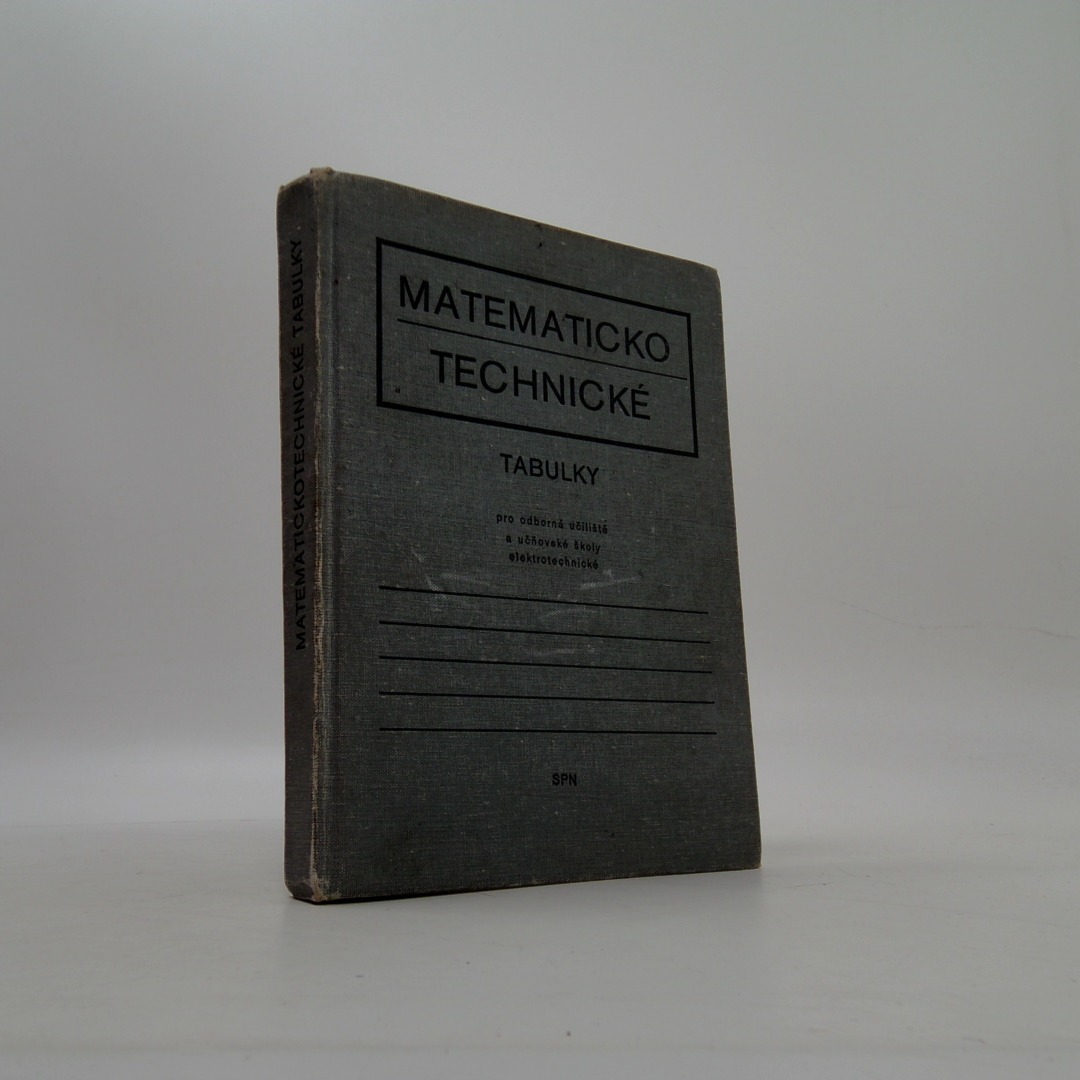 MATEMATICKOTECHNICKÉ TABULKY
MATEMATICKO
TECHNICKÉ
TABULKY
pro odborná učiliště
a učňovské školy
elektrotechnické
SPN